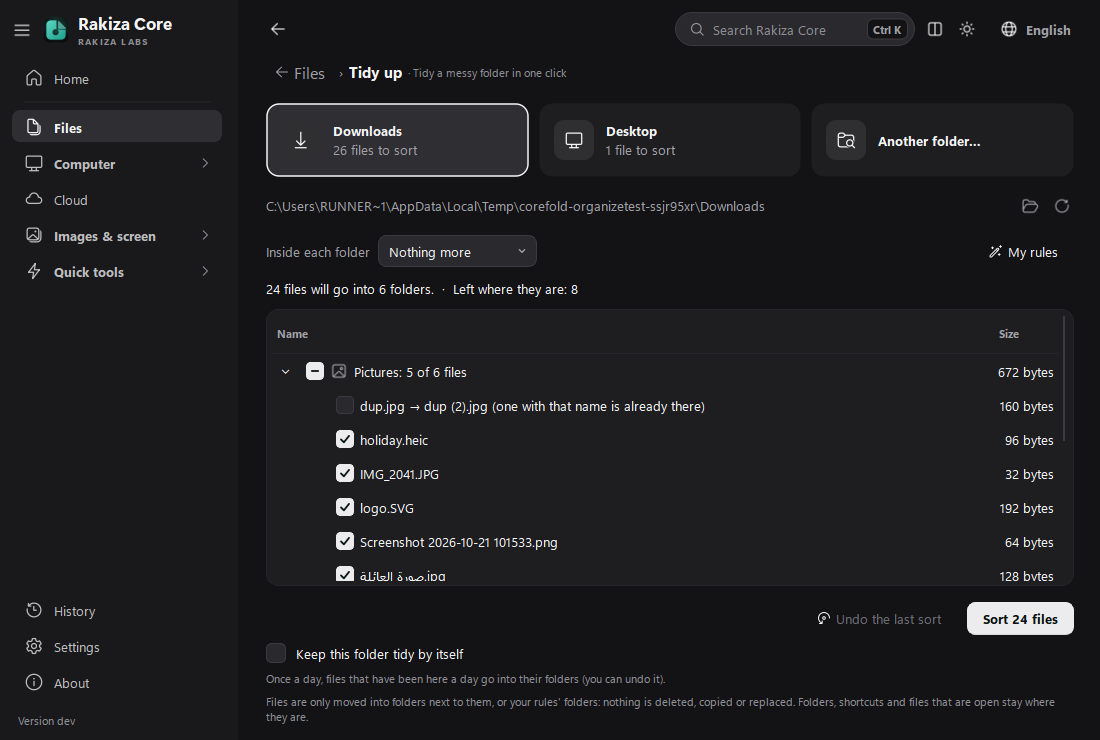 Rakiza Core
RAKIZA LABS
Home
Files
Computer
Cloud
Images & screen
Quick tools
History
Settings
About
Version dev
Search Rakiza Core
Ctrl K
English
Files › Tidy up · Tidy a messy folder in one click
Downloads
26 files to sort
Desktop
1 file to sort
Another folder...
C:\Users\RUNNER~1\AppData\Local\Temp\corefold-organizetest-ssjr95xr\Downloads
Inside each folder
Nothing more
My rules
24 files will go into 6 folders. · Left where they are: 8
Name Size
Pictures: 5 of 6 files 672 bytes
dup.jpg → dup (2).jpg (one with that name is already there) 160 bytes
holiday.heic 96 bytes
IMG_2041.JPG 32 bytes
logo.SVG 192 bytes
Screenshot 2026-10-21 101533.png 64 bytes
صورة العائلة.jpg 128 bytes
Undo the last sort
Sort 24 files
Keep this folder tidy by itself
Once a day, files that have been here a day go into their folders (you can undo it).
Files are only moved into folders next to them, or your rules' folders: nothing is deleted, copied or replaced. Folders, shortcuts and files that are open stay where
they are.